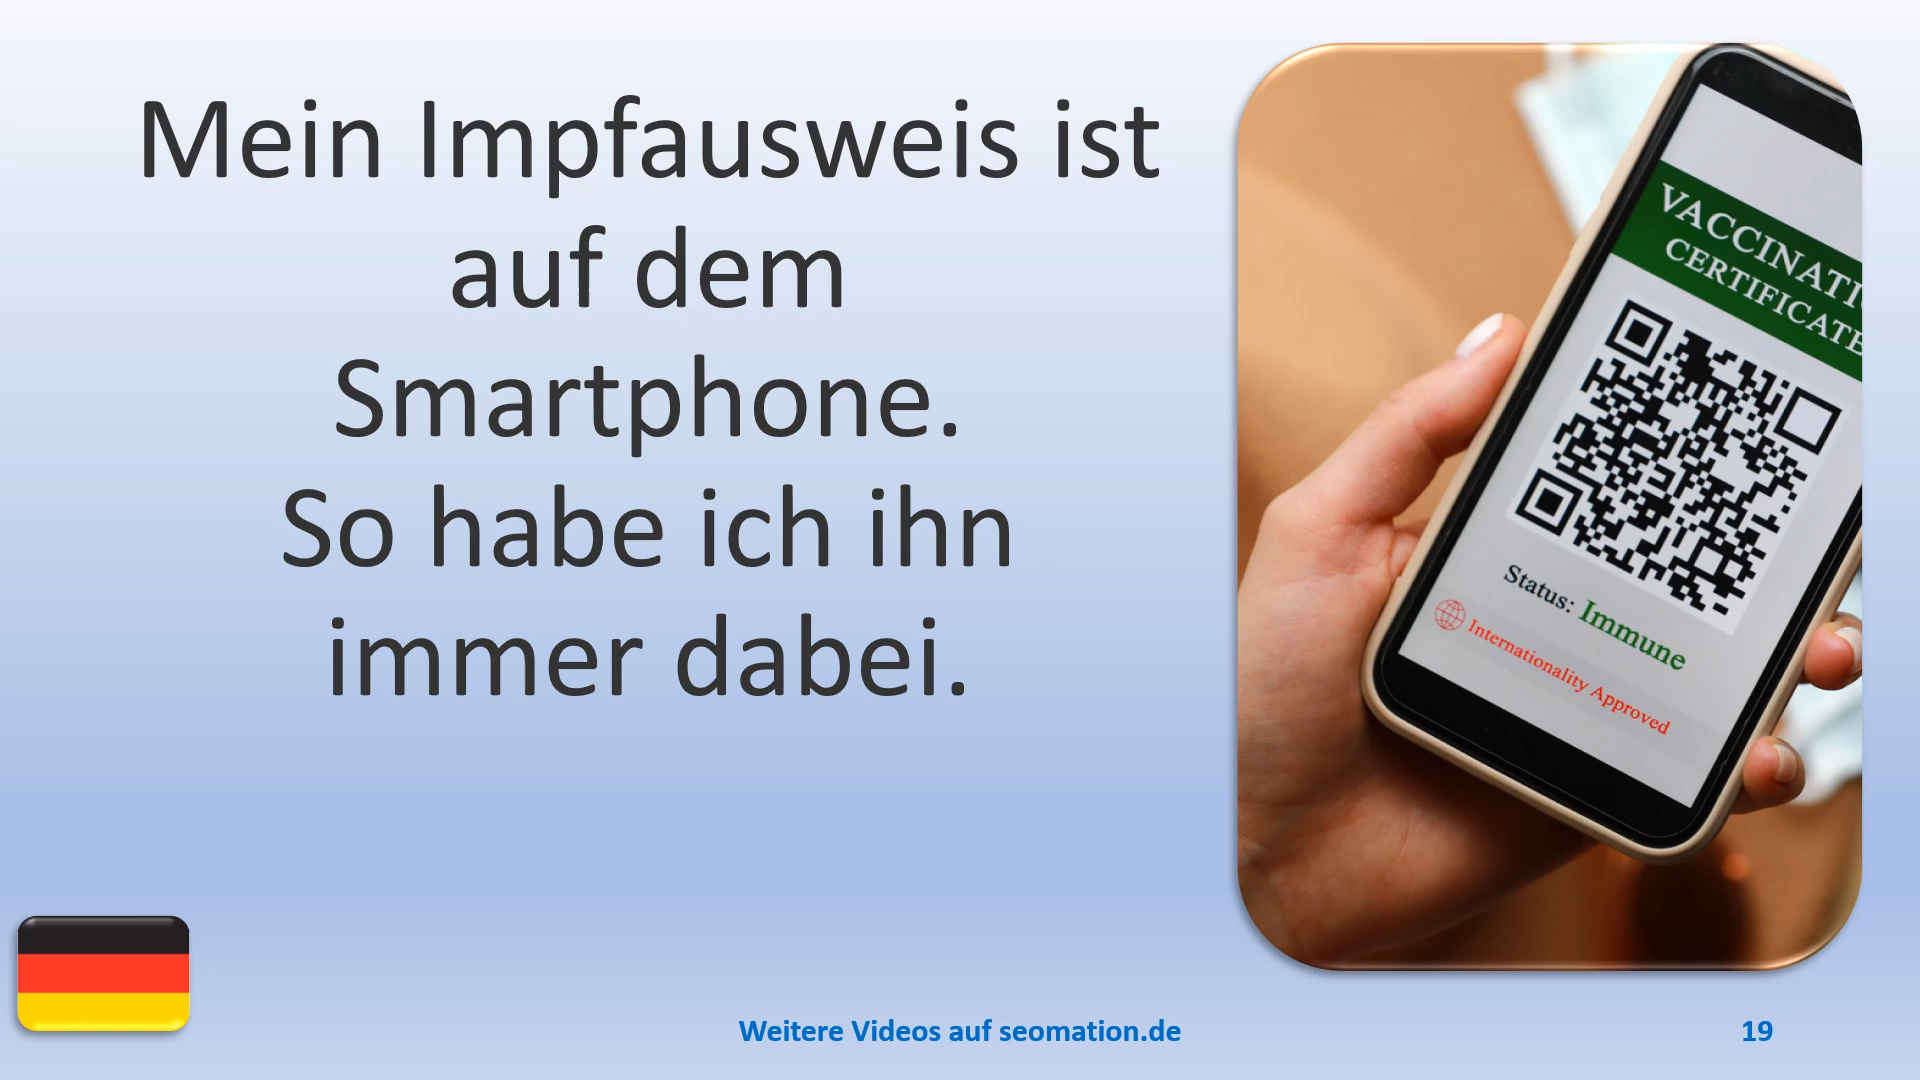 Mein Impfausweis ist
auf dem
Smartphone.
So habe ich ihn
immer dabei.
VACCINATI
CERTIFICATE
Status: Immune
Internationality Approved
Weitere Videos auf seomation.de
19